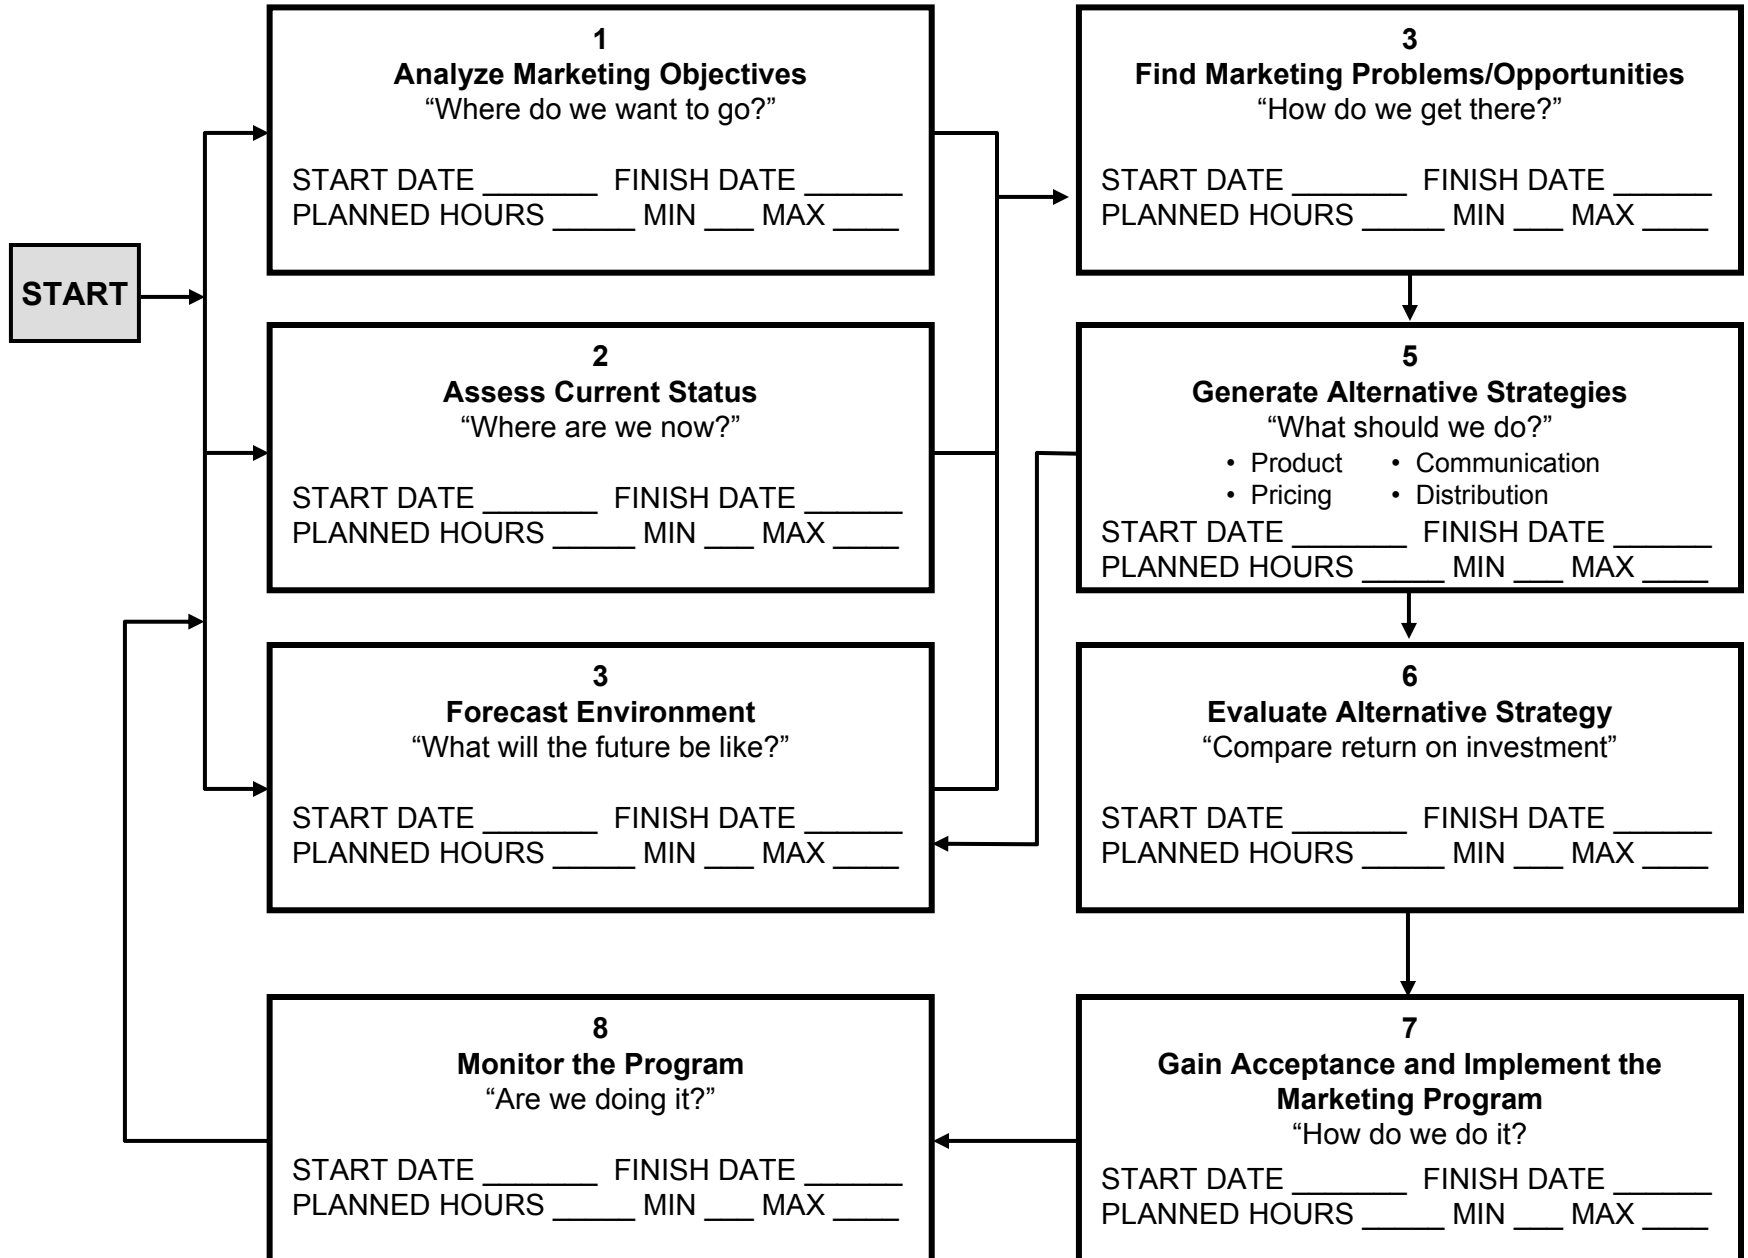 START
1
Analyze Marketing Objectives
“Where do we want to go?”
START DATE _______ FINISH DATE ______
PLANNED HOURS _____ MIN ___ MAX ____
2
Assess Current Status
“Where are we now?”
START DATE _______ FINISH DATE ______
PLANNED HOURS _____ MIN ___ MAX ____
3
Forecast Environment
“What will the future be like?”
START DATE _______ FINISH DATE ______
PLANNED HOURS _____ MIN ___ MAX ____
3
Find Marketing Problems/Opportunities
“How do we get there?”
START DATE _______ FINISH DATE ______
PLANNED HOURS _____ MIN ___ MAX ____
5
Generate Alternative Strategies
“What should we do?”
• Product • Communication
• Pricing • Distribution
START DATE _______ FINISH DATE ______
PLANNED HOURS _____ MIN ___ MAX ____
6
Evaluate Alternative Strategy
“Compare return on investment”
START DATE _______ FINISH DATE ______
PLANNED HOURS _____ MIN ___ MAX ____
7
Gain Acceptance and Implement the
Marketing Program
“How do we do it?
START DATE _______ FINISH DATE ______
PLANNED HOURS _____ MIN ___ MAX ____
8
Monitor the Program
“Are we doing it?”
START DATE _______ FINISH DATE ______
PLANNED HOURS _____ MIN ___ MAX ____